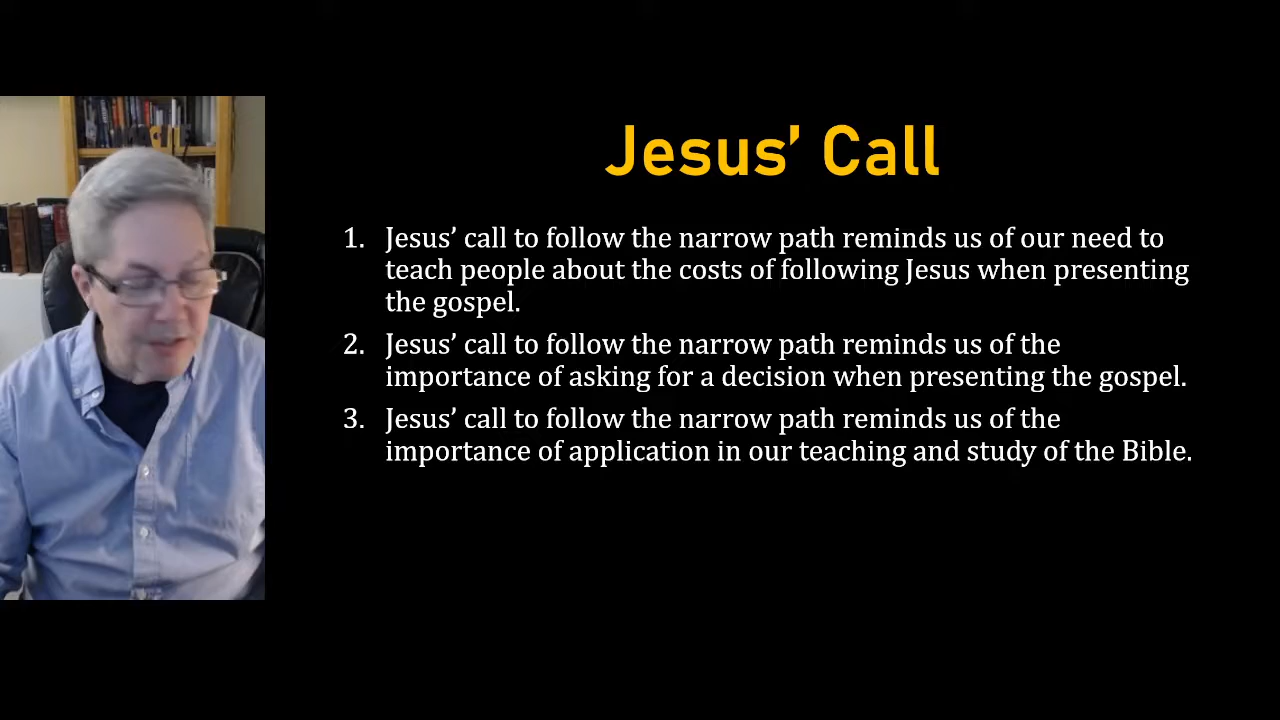 Jesus’ Call
1. Jesus’ call to follow the narrow path reminds us of our need to
teach people about the costs of following Jesus when presenting
the gospel.
2. Jesus’ call to follow the narrow path reminds us of the
importance of asking for a decision when presenting the gospel.
3. Jesus’ call to follow the narrow path reminds us of the
importance of application in our teaching and study of the Bible.